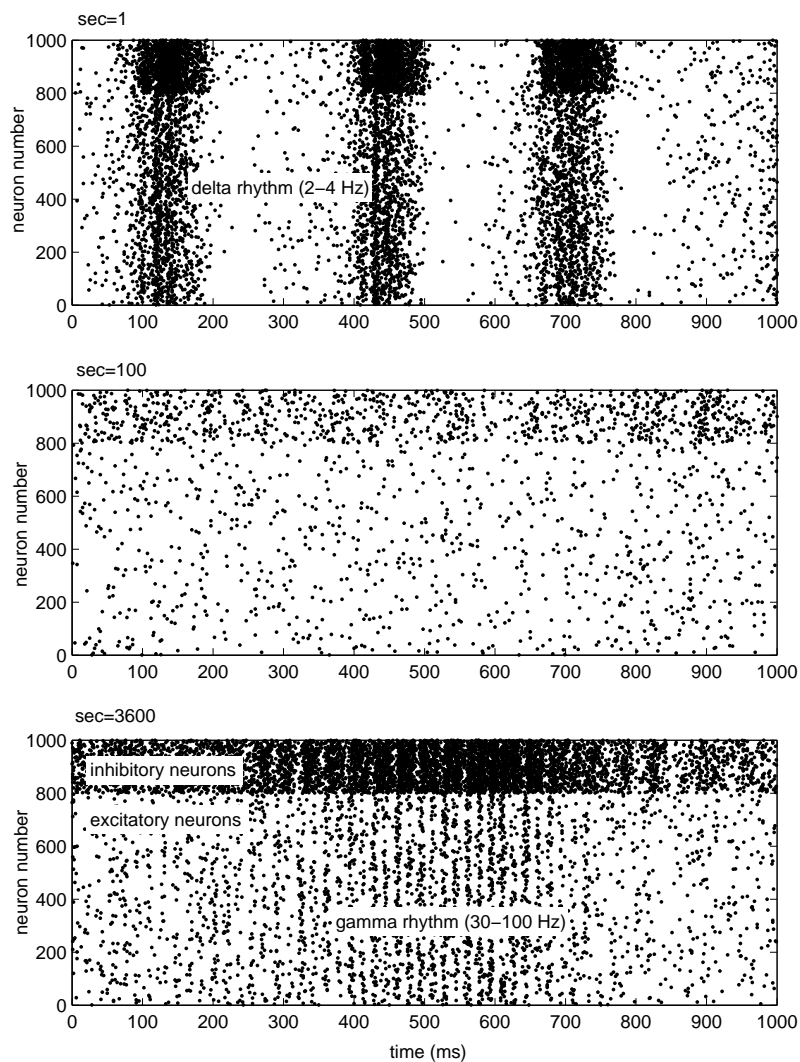 sec=1
1000
800
600
400
200
0
neuron number
delta rhythm (2–4 Hz)
0 100 200 300 400 500 600 700 800 900 1000
sec=100
1000
800
600
400
200
0
neuron number
0 100 200 300 400 500 600 700 800 900 1000
sec=3600
1000
800
600
400
200
0
neuron number
inhibitory neurons
excitatory neurons
gamma rhythm (30–100 Hz)
0 100 200 300 400 500 600 700 800 900 1000
time (ms)